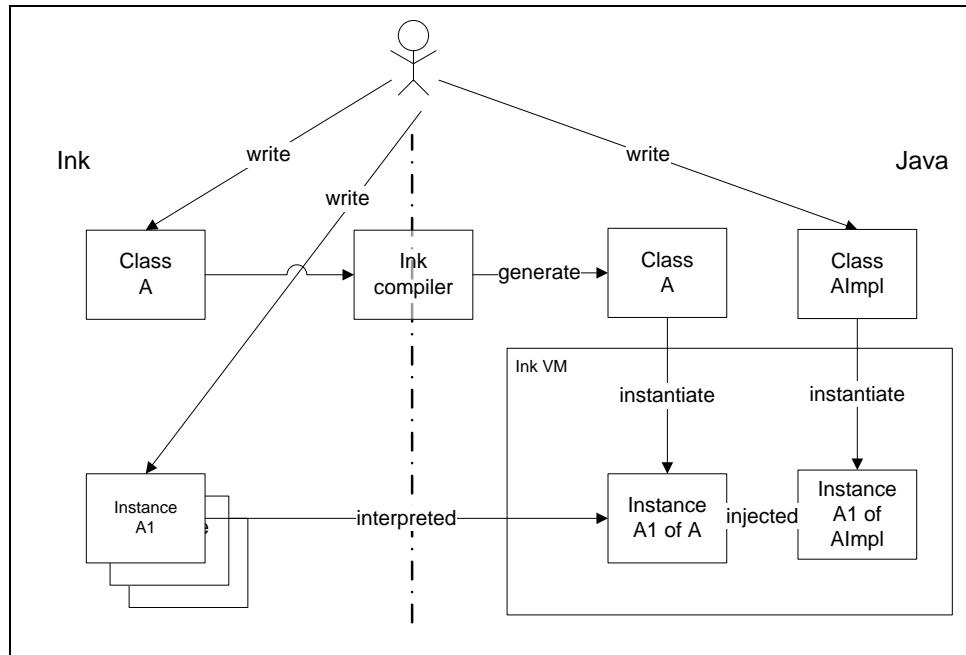 write
write
Ink
Java
write
Class
A
Ink
compiler
generate
Class
A
Class
AImpl
Ink VM
instantiate
instantiate
Instance
A1
interpreted
Instance
A1 of A
injected
Instance
A1 of
AImpl